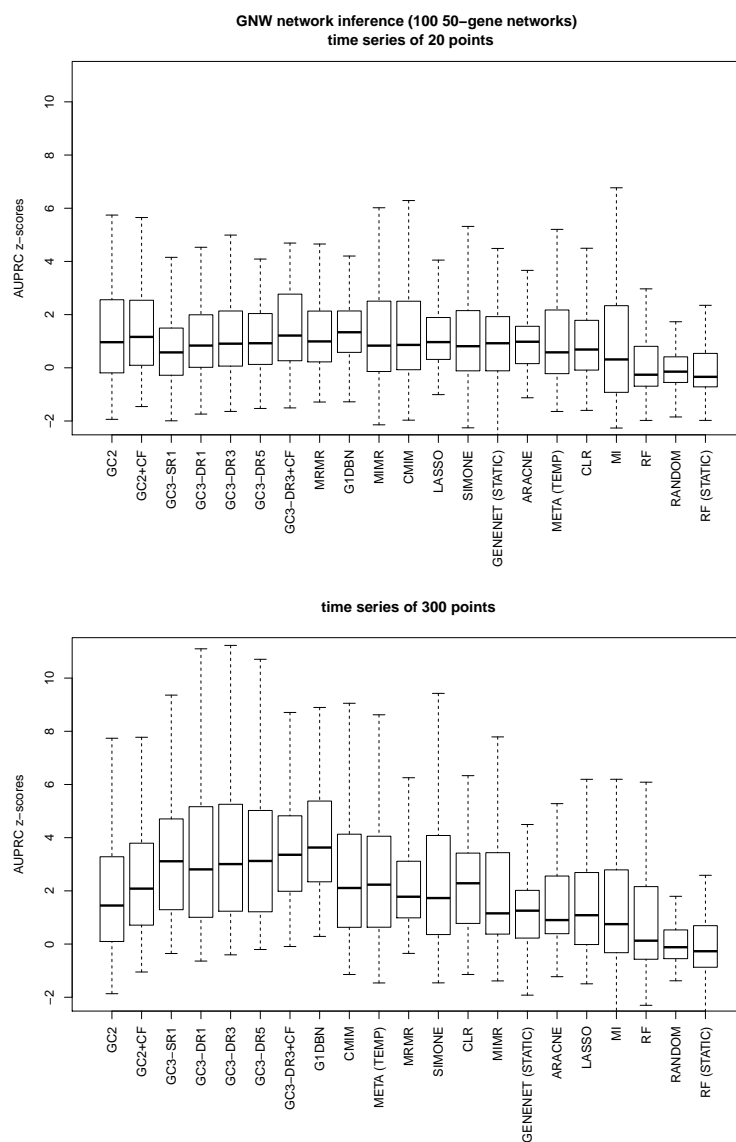 GNW network inference (100 50−gene networks)
time series of 20 points
AUPRC z−scores
10
8
6
4
2
0
−2
GC2
GC2+CF
GC3−SR1
GC3−DR1
GC3−DR3
GC3−DR5
GC3−DR3+CF
MRMR
G1DBN
MIMR
CMIM
LASSO
SIMONE
GENENET (STATIC)
ARACNE
META (TEMP)
CLR
MI
RF
RANDOM
RF (STATIC)
time series of 300 points
AUPRC z−scores
10
8
6
4
2
0
−2
GC2
GC2+CF
GC3−SR1
GC3−DR1
GC3−DR3
GC3−DR5
GC3−DR3+CF
G1DBN
CMIM
META (TEMP)
MRMR
SIMONE
CLR
MIMR
GENENET (STATIC)
ARACNE
LASSO
MI
RF
RANDOM
RF (STATIC)